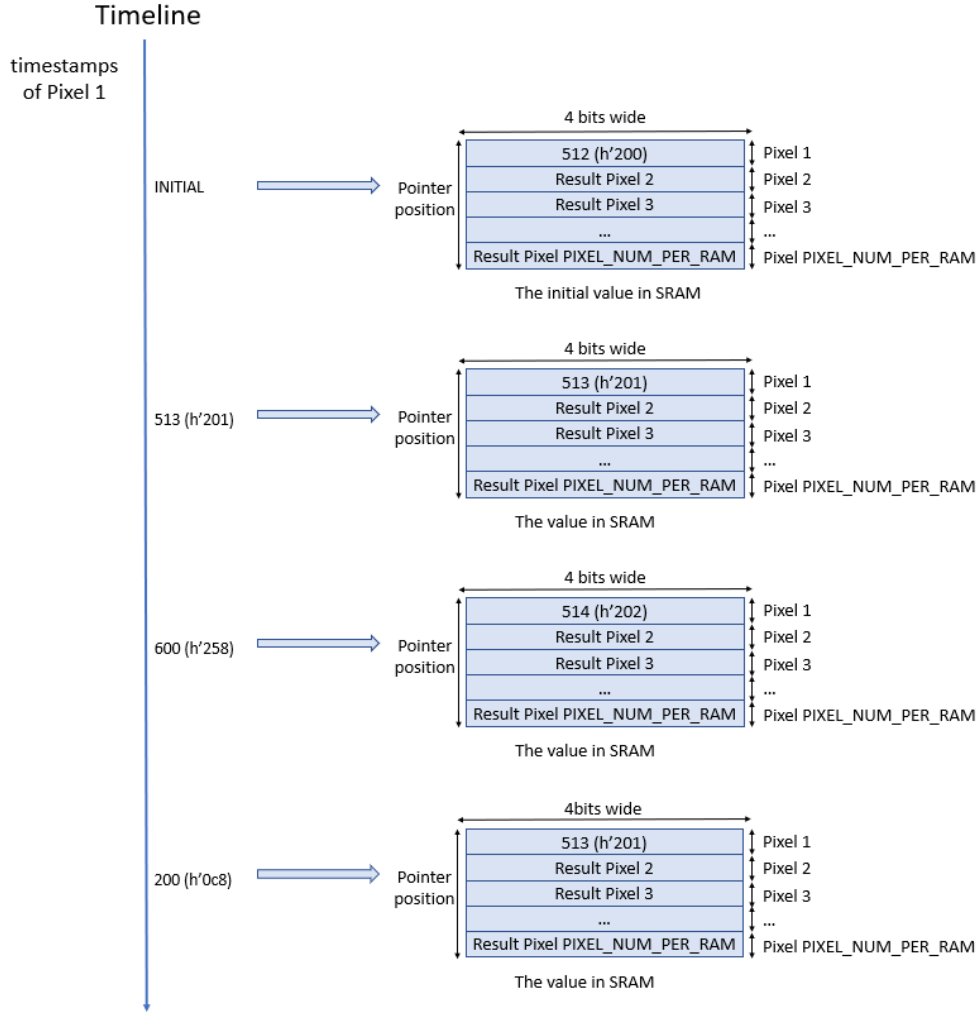 Timeline
timestamps
of Pixel 1
INITIAL
Pointer
position
4 bits wide
512 (h'200)
Result Pixel 2
Result Pixel 3
...
Result Pixel PIXEL_NUM_PER_RAM
Pixel 1
Pixel 2
Pixel 3
...
Pixel PIXEL_NUM_PER_RAM
The initial value in SRAM
513 (h'201)
Pointer
position
4 bits wide
513 (h'201)
Result Pixel 2
Result Pixel 3
...
Result Pixel PIXEL_NUM_PER_RAM
Pixel 1
Pixel 2
Pixel 3
...
Pixel PIXEL_NUM_PER_RAM
The value in SRAM
600 (h'258)
Pointer
position
4 bits wide
514 (h'202)
Result Pixel 2
Result Pixel 3
...
Result Pixel PIXEL_NUM_PER_RAM
Pixel 1
Pixel 2
Pixel 3
...
Pixel PIXEL_NUM_PER_RAM
The value in SRAM
200 (h'0c8)
Pointer
position
4bits wide
513 (h'201)
Result Pixel 2
Result Pixel 3
...
Result Pixel PIXEL_NUM_PER_RAM
Pixel 1
Pixel 2
Pixel 3
...
Pixel PIXEL_NUM_PER_RAM
The value in SRAM